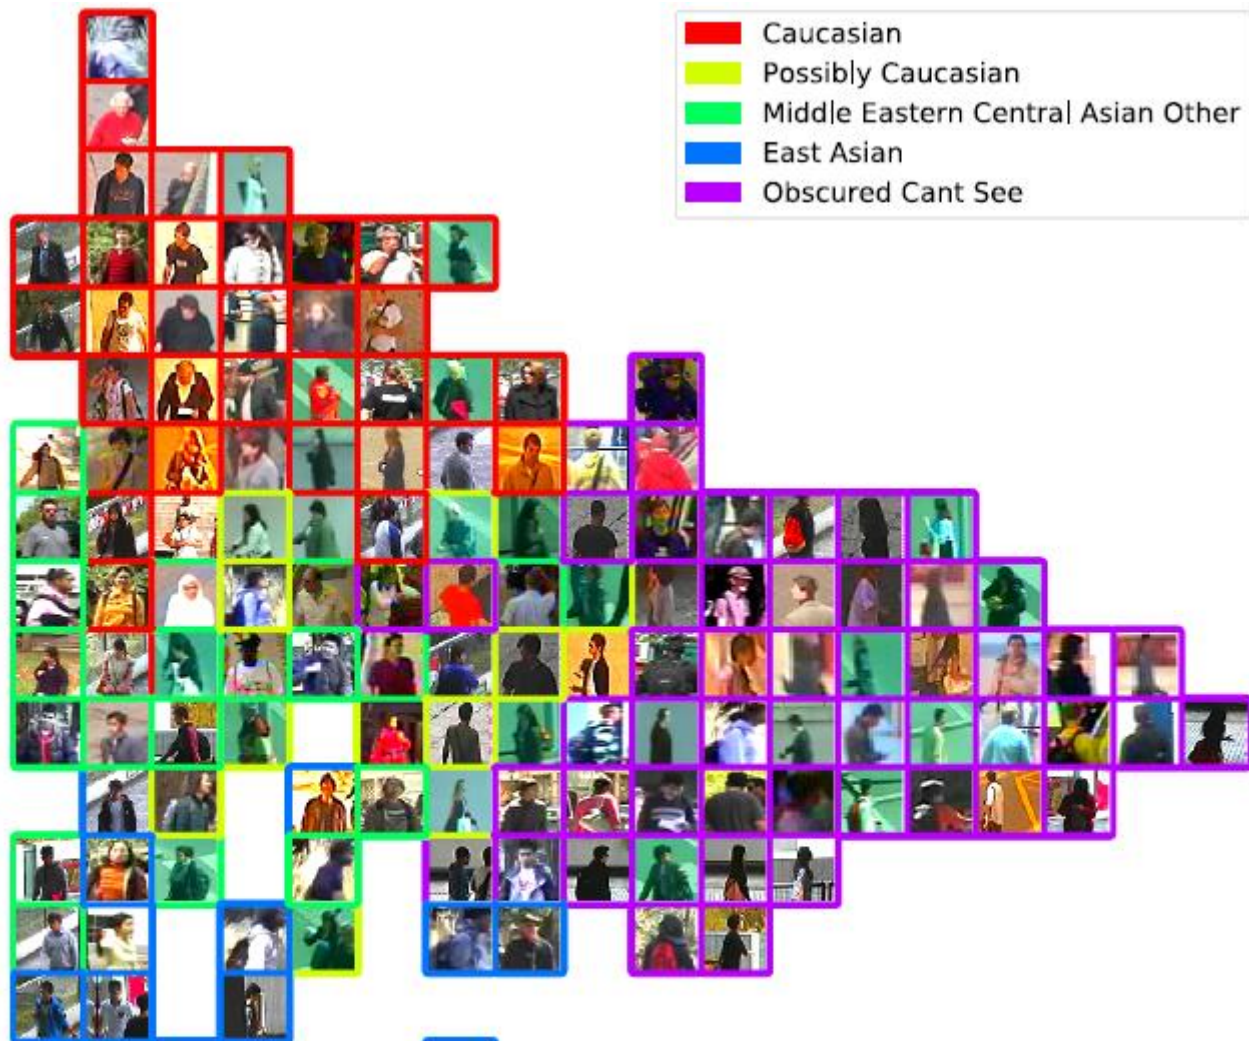 Caucasian
Possibly Caucasian
Middle Eastern Central Asian Other
East Asian
Obscured Cant See